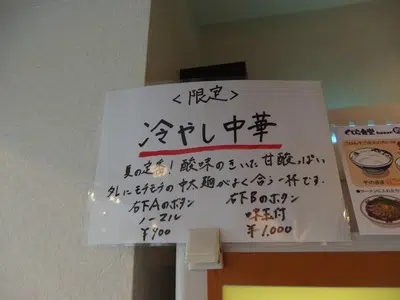 ＜限定＞
冷やし中華
夏の定番！酸味のきいた甘酸っぱい
タレにモチモチの中太麺がよく合う一杯です。
右下Aのボタン
ノーマル
¥900
右下Bのボタン
味玉付
¥1,000